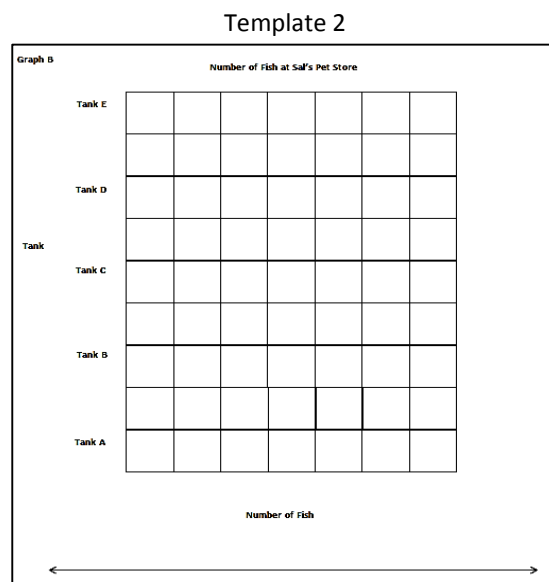 Template 2
Graph B
Number of Fish at Sal's Pet Store
Tank E
Tank D
Tank
Tank C
Tank B
Tank A
Number of Fish